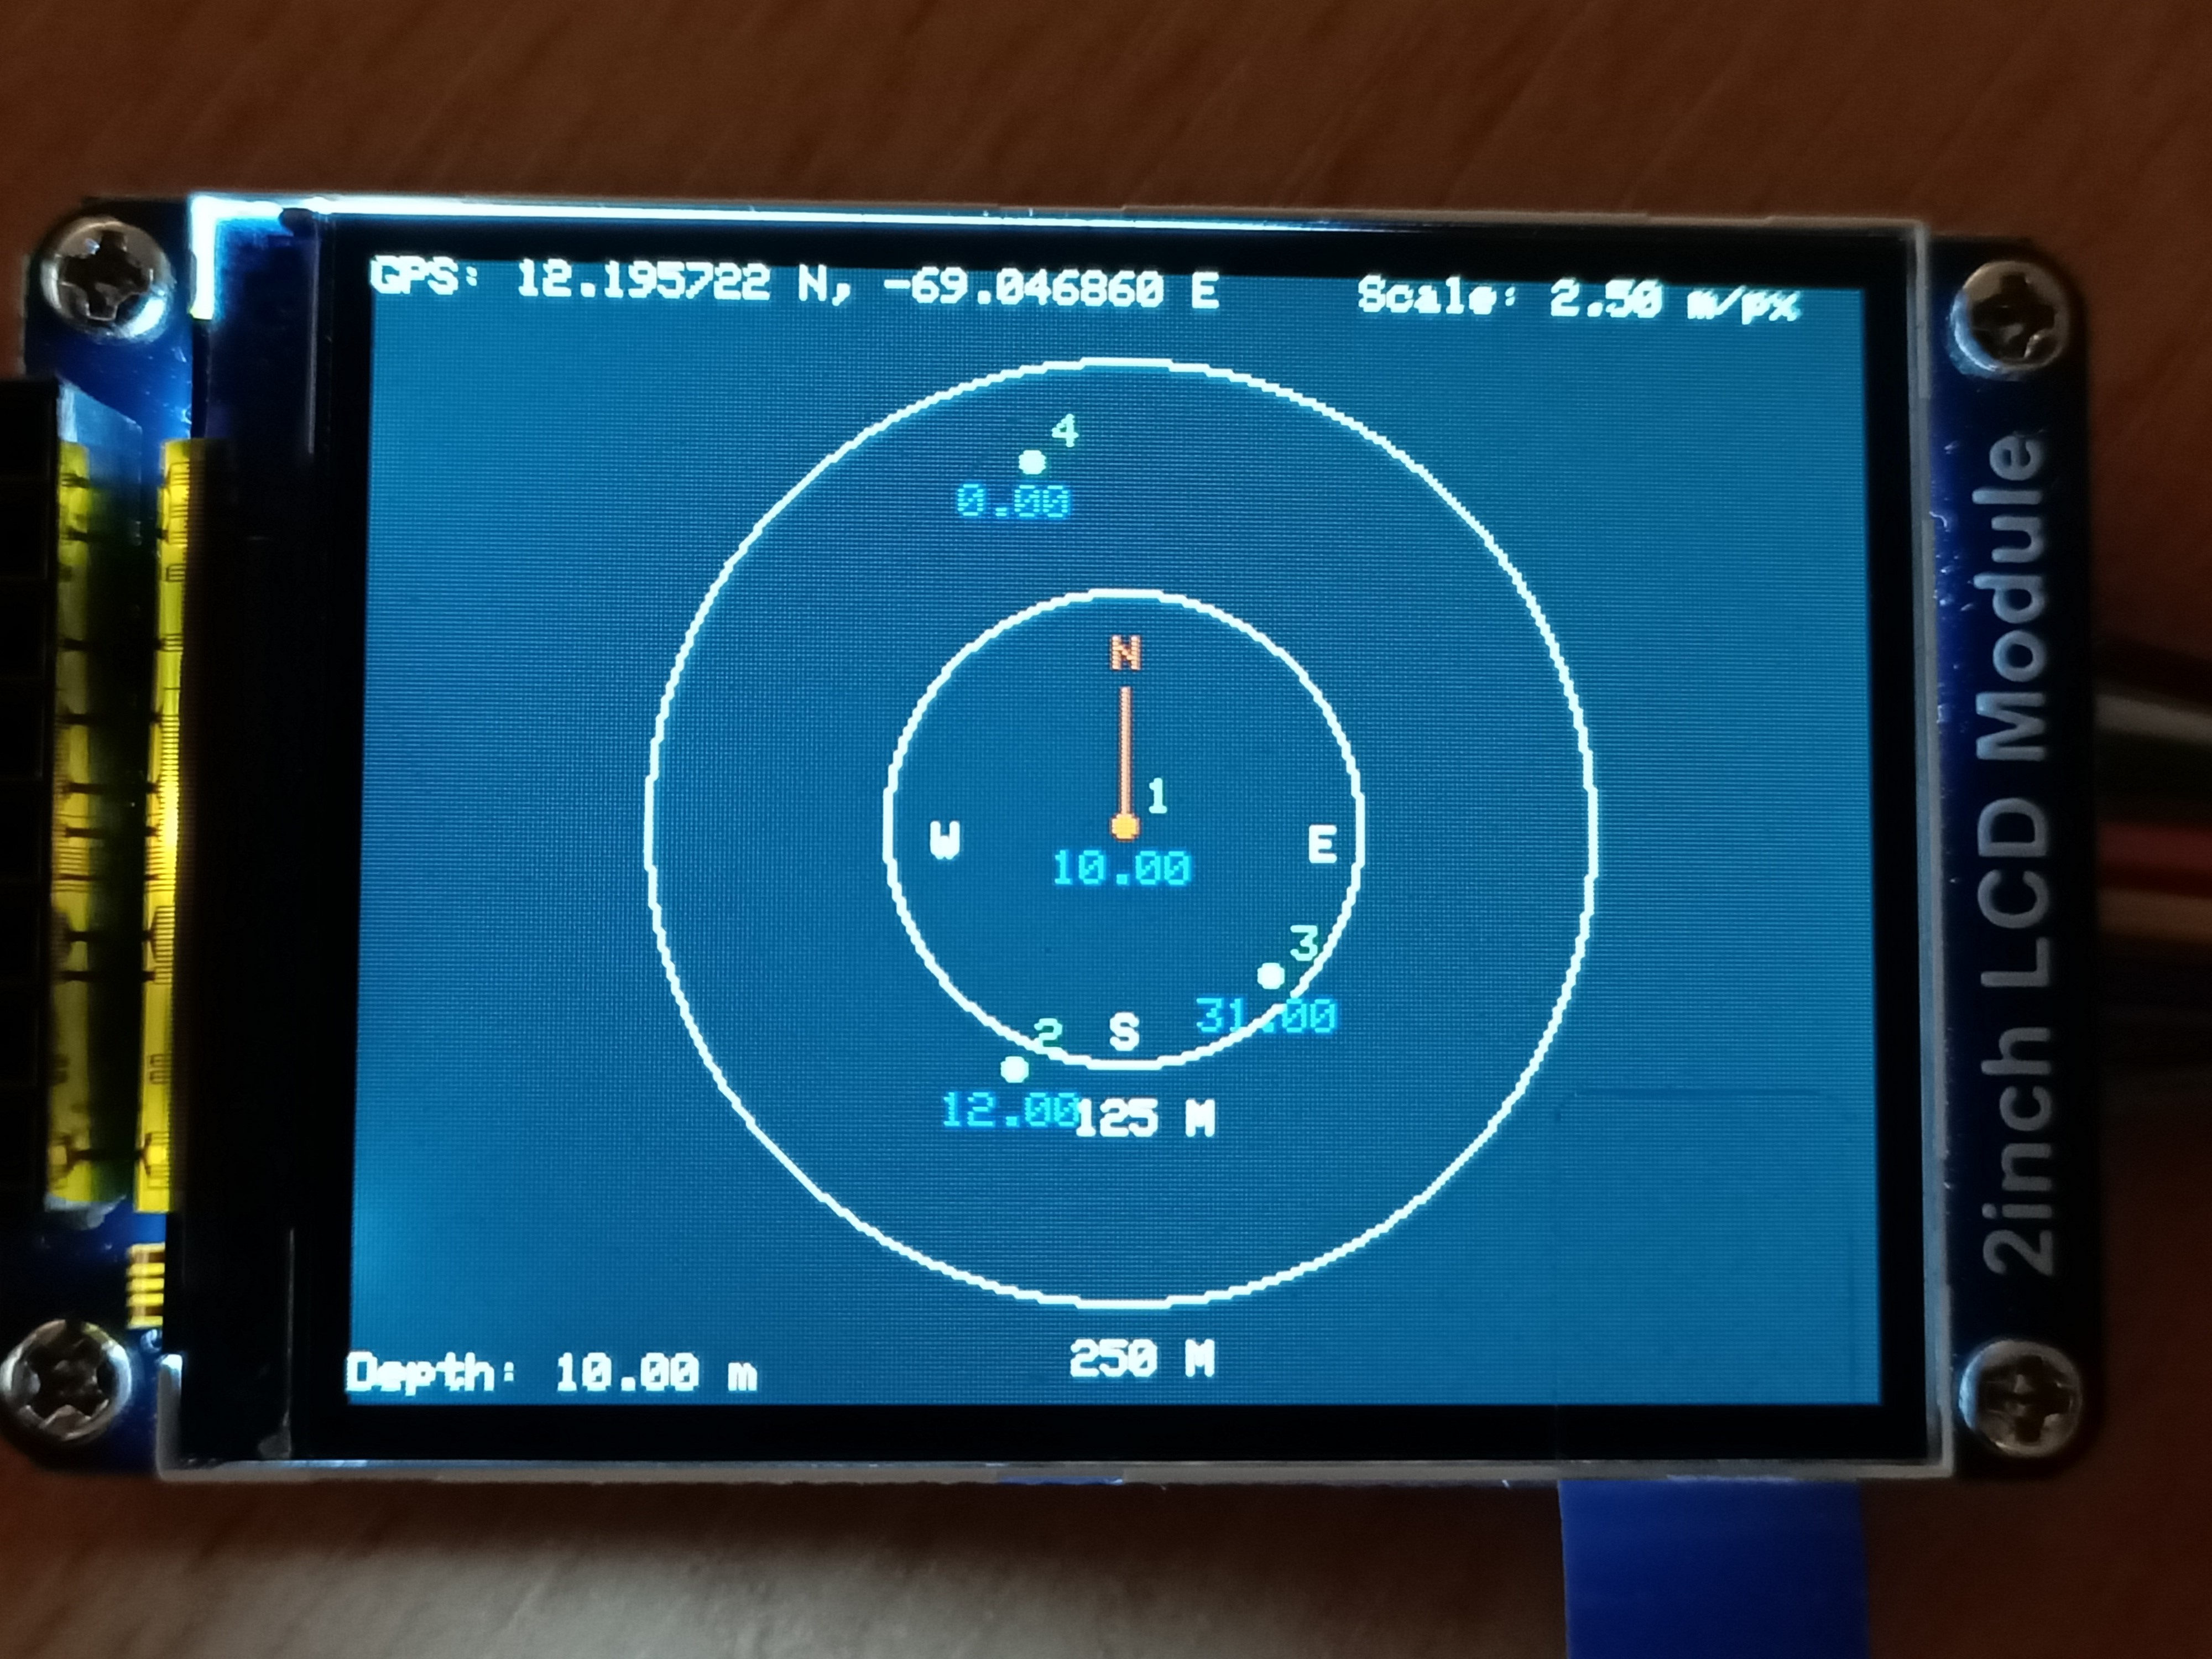 GPS: 12.195722 N, -69.046860 E
Scale: 2.50 m/px
4
0.00
N
1
W
E
10.00
3
31.00
2
S
12.00
125 M
250 M
Depth: 10.00 m
2inch LCD Module